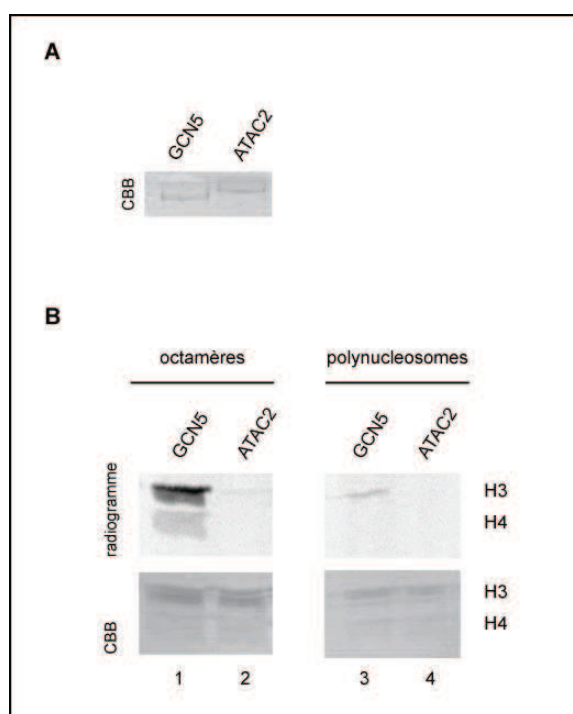 A
GCN5 ATAC2
CBB
B
octamères polynucleosomes
GCN5 ATAC2 GCN5 ATAC2
radiogramme
H3
H4
CBB
H3
H4
1 2 3 4